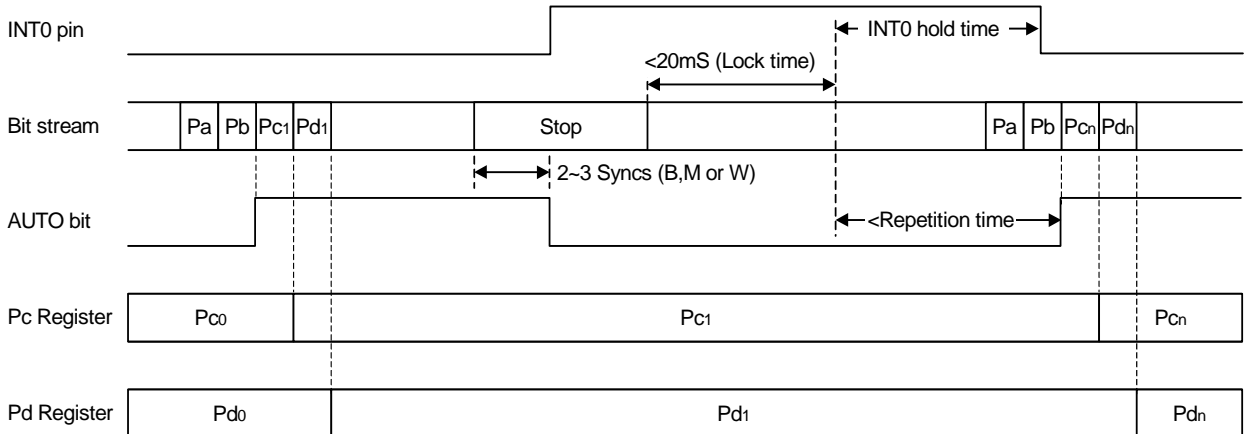 INT0 pin
INT0 hold time
<20mS (Lock time)
Bit stream Pa Pb Pc1 Pd1 Stop Pa Pb Pcn Pdn
2~3 Syncs (B,M or W)
AUTO bit
<Repetition time
Pc Register Pc0 Pc1 Pcn
Pd Register Pd0 Pd1 Pdn